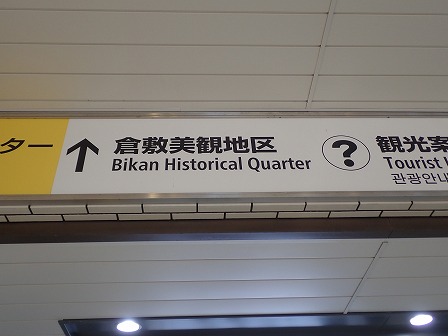 ター
倉敷美観地区
Bikan Historical Quarter
?
観光案
Tourist
관광안내